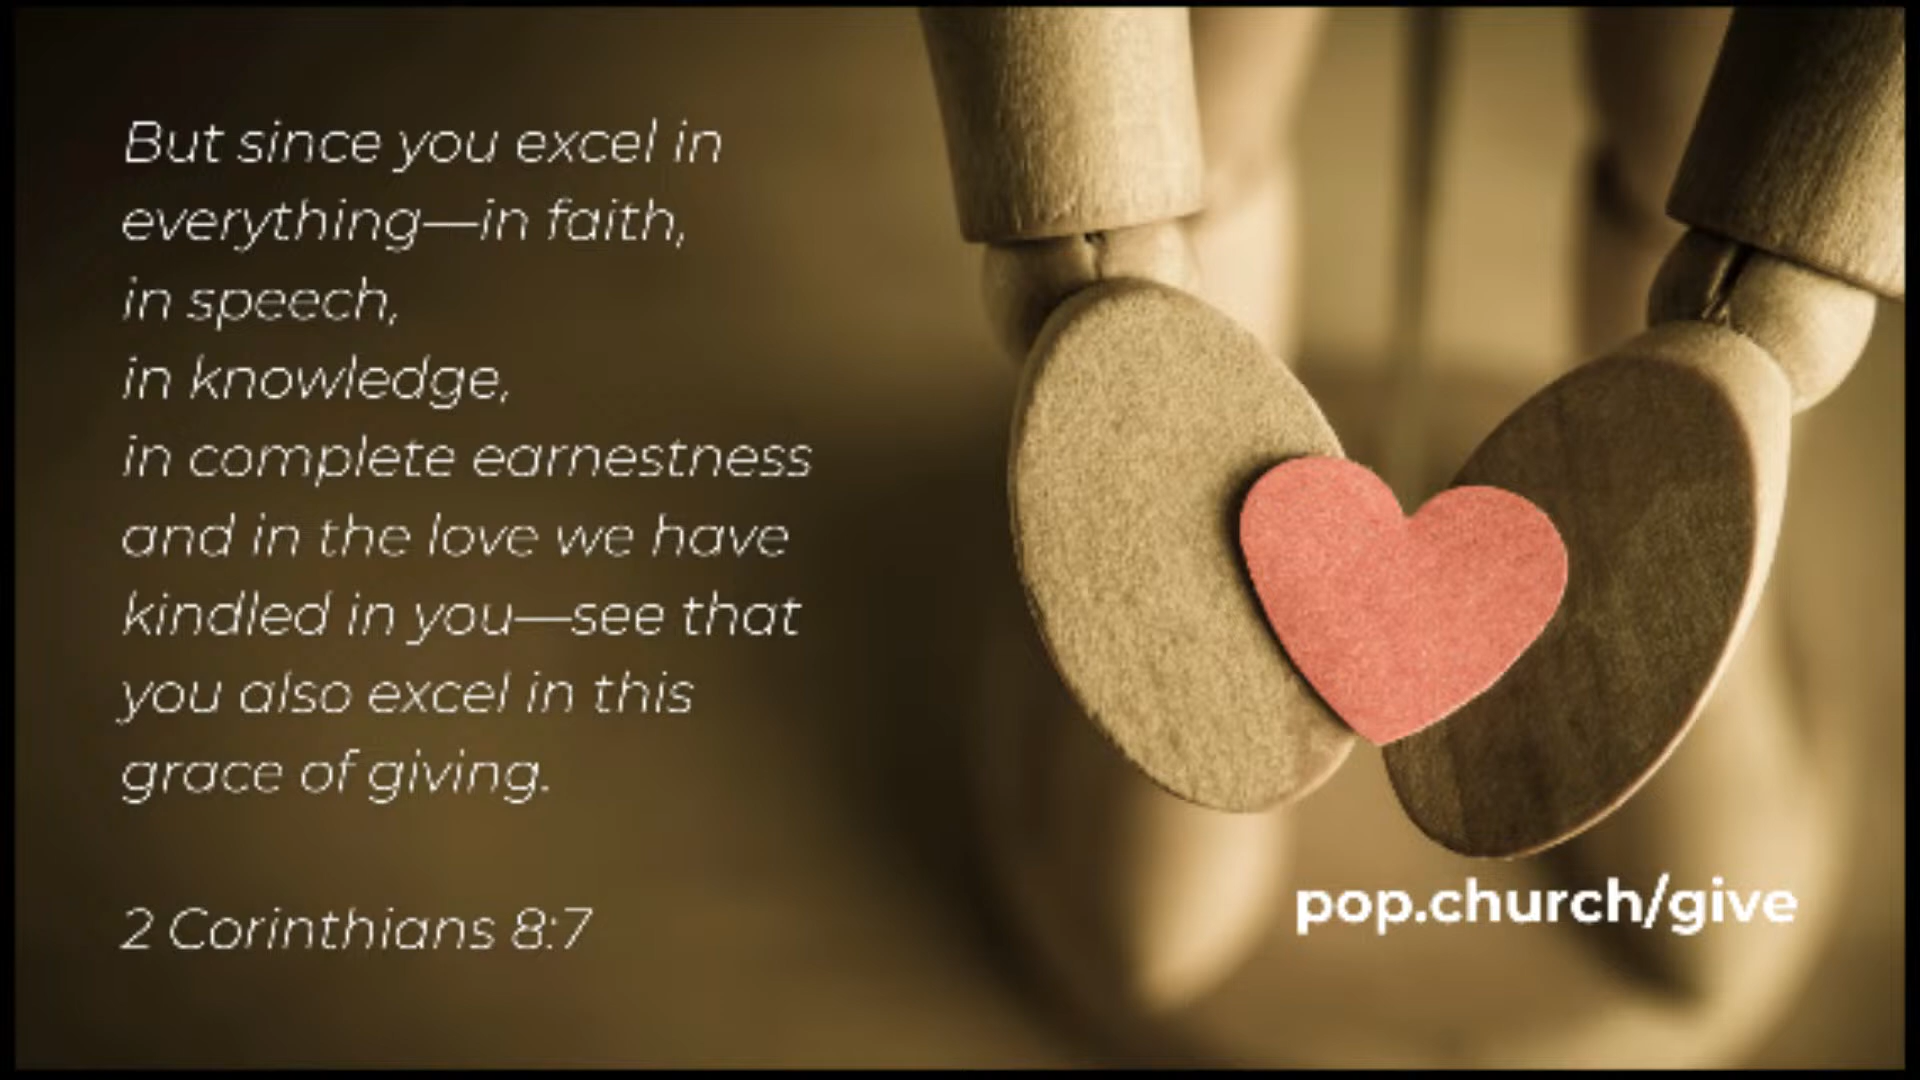 But since you excel in
everything—in faith,
in speech,
in knowledge,
in complete earnestness
and in the love we have
kindled in you—see that
you also excel in this
grace of giving.
2 Corinthians 8:7
pop.church/give